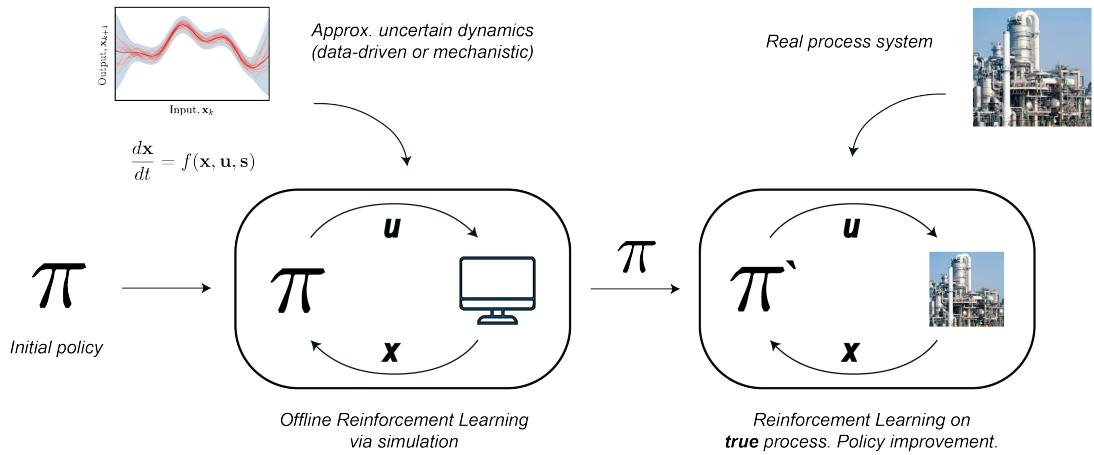 Output, x_{k+1}
Input, x_k
Approx. uncertain dynamics
(data-driven or mechanistic)
Real process system
dx/dt = f(x, u, s)
π
Initial policy
u
π
x
π
u
π`
x
Offline Reinforcement Learning
via simulation
Reinforcement Learning on
true process. Policy improvement.